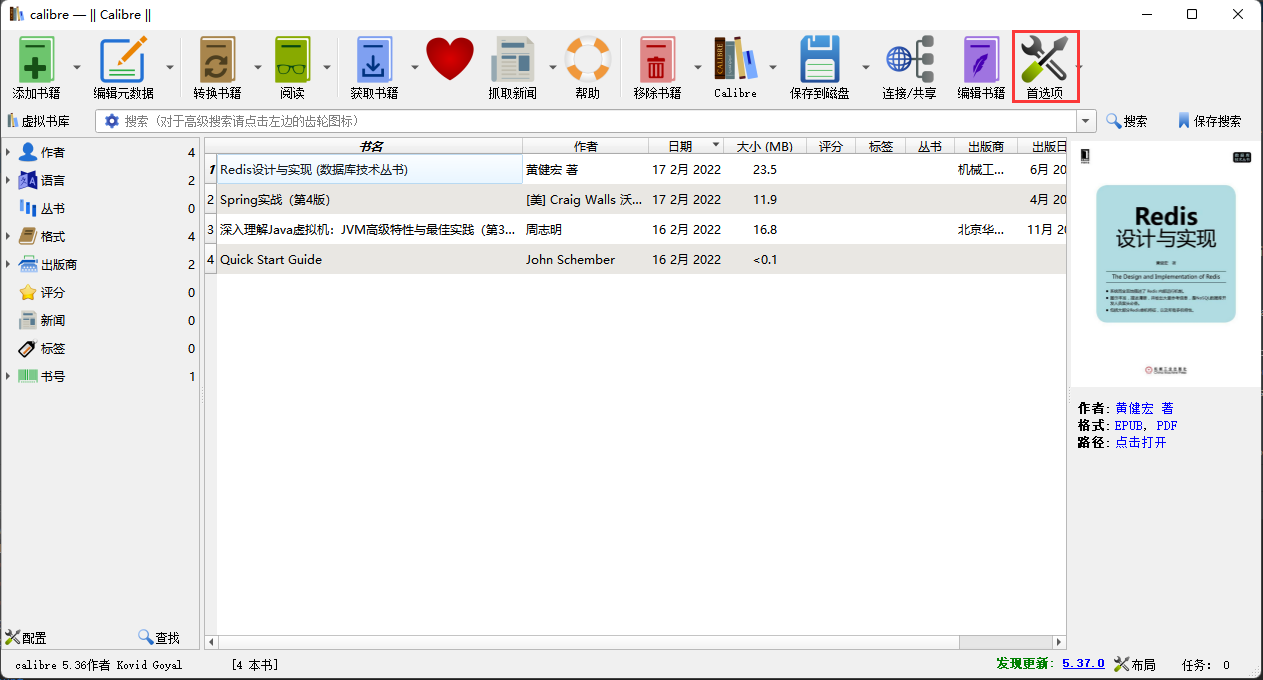 calibre — || Calibre ||
添加书籍
编辑元数据
转换书籍
阅读
获取书籍
抓取新闻
帮助
移除书籍
Calibre
保存到磁盘
连接/共享
编辑书籍
首选项
虚拟书库
搜索（对于高级搜索请点击左边的齿轮图标）
搜索
保存搜索
作者 4
语言 2
丛书 0
格式 4
出版商 2
评分 0
新闻 0
标签 0
书号 1
书名 作者 日期 大小 (MB) 评分 标签 丛书 出版商 出版日
1 Redis设计与实现 (数据库技术丛书) 黄健宏 著 17 2月 2022 23.5 机械工... 6月 20
2 Spring实战（第4版） [美] Craig Walls 沃... 17 2月 2022 11.9 4月 20
3 深入理解Java虚拟机：JVM高级特性与最佳实践（第3... 周志明 16 2月 2022 16.8 北京华... 11月 20
4 Quick Start Guide John Schember 16 2月 2022 <0.1
Redis
设计与实现
黄健宏 著
The Design and Implementation of Redis
作者: 黄健宏 著
格式: EPUB, PDF
路径: 点击打开
配置
查找
calibre 5.36作者 Kovid Goyal
[4 本书]
发现更新: 5.37.0
布局
任务: 0